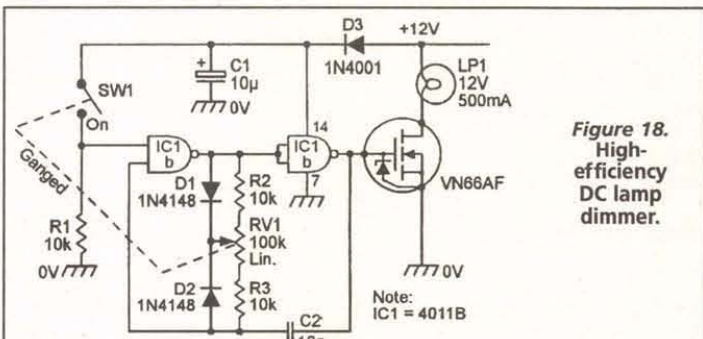 D3
+12V
1N4001
+
C1
10µ
0V
LP1
12V
500mA
SW1
On
Ganged
IC1
b
14
IC1
b
7
VN66AF
D1
1N4148
R2
10k
RV1
100k
Lin.
R1
10k
0V
D2
1N4148
R3
10k
C2
0V
Note:
IC1 = 4011B
Figure 18.
High-
efficiency
DC lamp
dimmer.